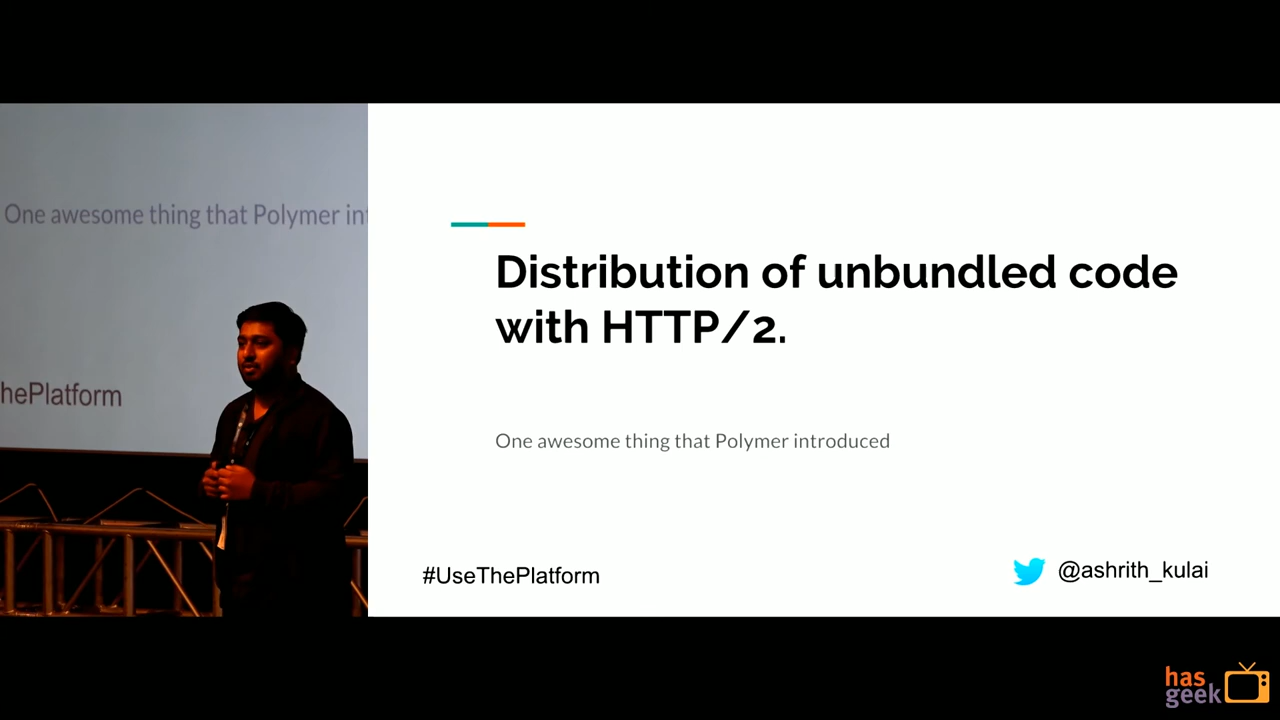 One awesome thing that Polymer int
hePlatform
Distribution of unbundled code
with HTTP/2.
One awesome thing that Polymer introduced
#UseThePlatform
@ashrith_kulai
has
geek